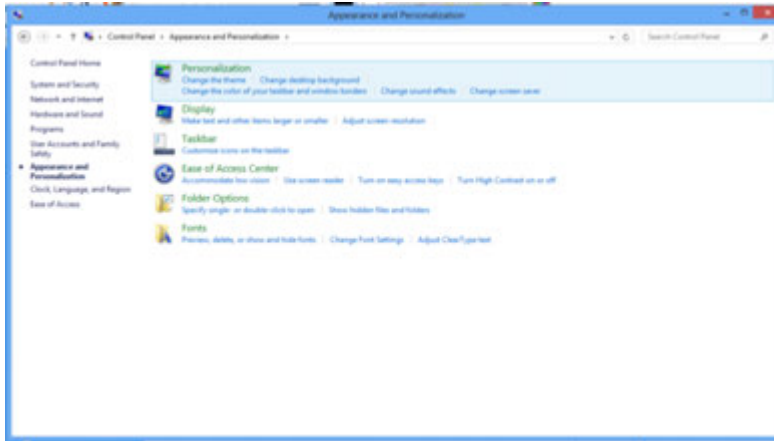 Appearance and Personalization
Control Panel › Appearance and Personalization ›
Search Control Panel
Control Panel Home
System and Security
Network and Internet
Hardware and Sound
Programs
User Accounts and Family
Safety
Appearance and
Personalization
Clock, Language, and Region
Ease of Access
Personalization
Change the theme | Change desktop background
Change the color of your taskbar and window borders | Change sound effects | Change screen saver
Display
Make text and other items larger or smaller | Adjust screen resolution
Taskbar
Customize icons on the taskbar
Ease of Access Center
Accommodate low vision | Use screen reader | Turn on easy access keys | Turn High Contrast on or off
Folder Options
Specify single- or double-click to open | Show hidden files and folders
Fonts
Preview, delete, or show and hide fonts | Change Font Settings | Adjust ClearType text